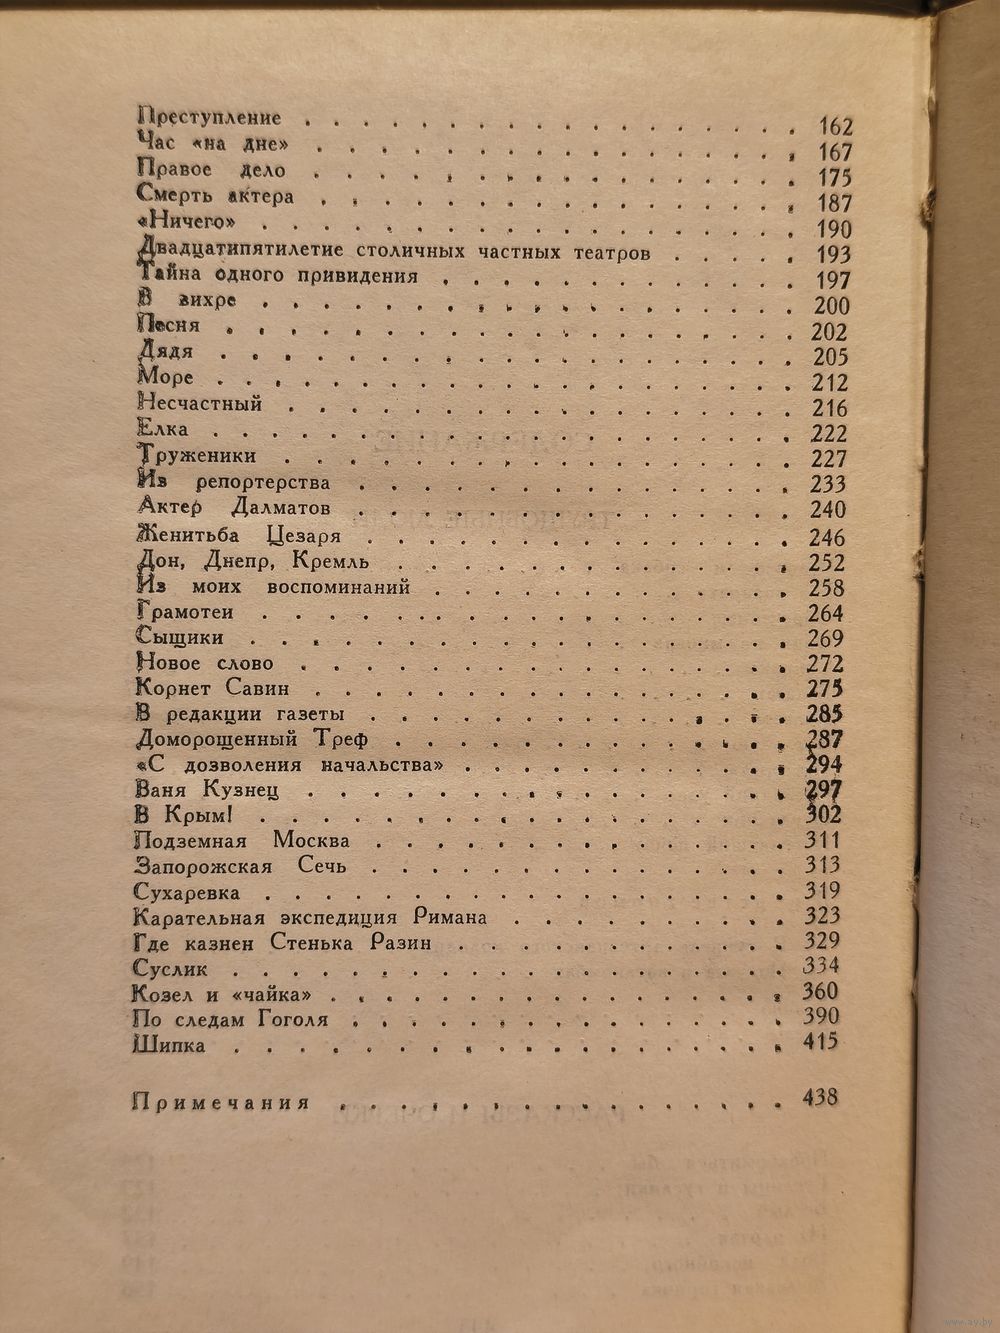 Преступление . . . . . . . . . . . . . . . . . 162
Час «на дне» . . . . . . . . . . . . . . . . . 167
Правое дело . . . . . . . . . . . . . . . . . 175
Смерть актера . . . . . . . . . . . . . . . . 187
«Ничего» . . . . . . . . . . . . . . . . . . 190
Двадцатипятилетие столичных частных театров . . . . . 193
Тайна одного привидения . . . . . . . . . . . . 197
В вихре . . . . . . . . . . . . . . . . . . 200
Песня . . . . . . . . . . . . . . . . . . . 202
Дядя . . . . . . . . . . . . . . . . . . . 205
Море . . . . . . . . . . . . . . . . . . . 212
Несчастный . . . . . . . . . . . . . . . . . 216
Елка . . . . . . . . . . . . . . . . . . . 222
Труженики . . . . . . . . . . . . . . . . . 227
Из репортерства . . . . . . . . . . . . . . . 233
Актер Далматов . . . . . . . . . . . . . . . 240
Женитьба Цезаря . . . . . . . . . . . . . . . 246
Дон, Днепр, Кремль . . . . . . . . . . . . . . 252
Из моих воспоминаний . . . . . . . . . . . . . 258
Грамотеи . . . . . . . . . . . . . . . . . . 264
Сыщики . . . . . . . . . . . . . . . . . . 269
Новое слово . . . . . . . . . . . . . . . . . 272
Корнет Савин . . . . . . . . . . . . . . . . 275
В редакции газеты . . . . . . . . . . . . . . 285
Доморощенный Треф . . . . . . . . . . . . . . 287
«С дозволения начальства» . . . . . . . . . . . . 294
Ваня Кузнец . . . . . . . . . . . . . . . . . 297
В Крым! . . . . . . . . . . . . . . . . . . 302
Подземная Москва . . . . . . . . . . . . . . . 311
Запорожская Сечь . . . . . . . . . . . . . . . 313
Сухаревка . . . . . . . . . . . . . . . . . . 319
Карательная экспедиция Римана . . . . . . . . . . 323
Где казнен Стенька Разин . . . . . . . . . . . . 329
Суслик . . . . . . . . . . . . . . . . . . . 334
Козел и «чайка» . . . . . . . . . . . . . . . . 360
По следам Гоголя . . . . . . . . . . . . . . . 390
Шипка . . . . . . . . . . . . . . . . . . . 415
Примечания . . . . . . . . . . . . . . . . 438
www.ay.by